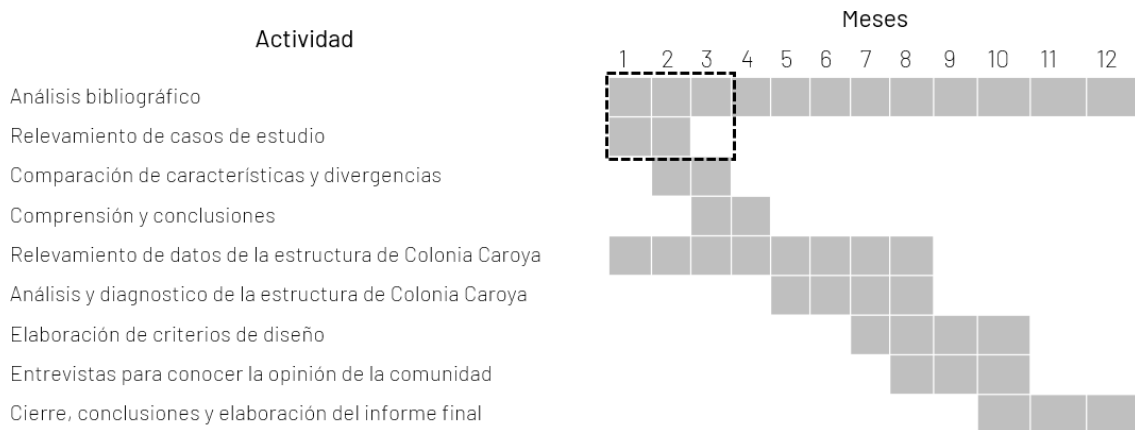 Actividad
Meses
1 2 3 4 5 6 7 8 9 10 11 12
Análisis bibliográfico
Relevamiento de casos de estudio
Comparación de características y divergencias
Comprensión y conclusiones
Relevamiento de datos de la estructura de Colonia Caroya
Análisis y diagnostico de la estructura de Colonia Caroya
Elaboración de criterios de diseño
Entrevistas para conocer la opinión de la comunidad
Cierre, conclusiones y elaboración del informe final